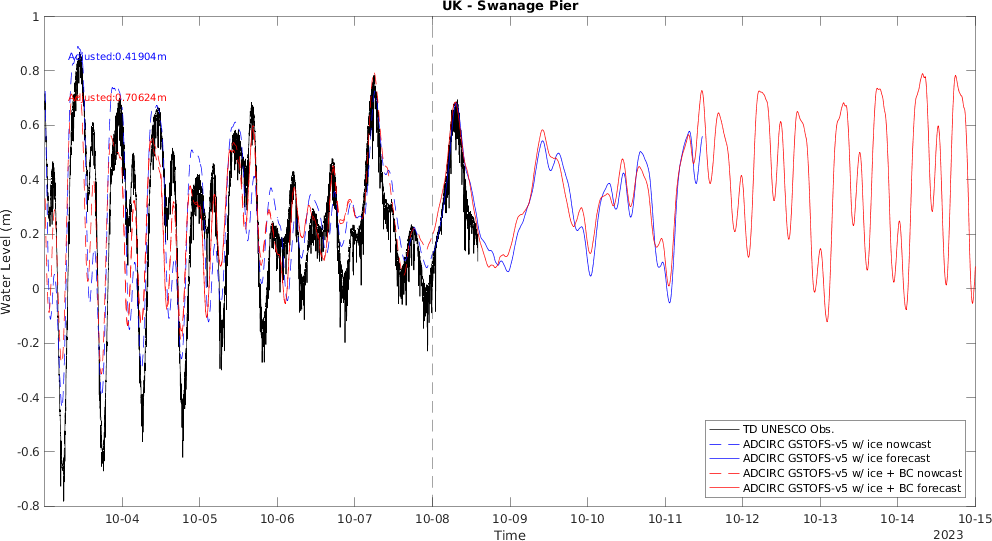 UK - Swanage Pier
1
0.8
0.6
0.4
0.2
0
-0.2
-0.4
-0.6
-0.8
Water Level (m)
Adjusted:0.41904m
Adjusted:0.70624m
TD UNESCO Obs.
ADCIRC GSTOFS-v5 w/ ice nowcast
ADCIRC GSTOFS-v5 w/ ice forecast
ADCIRC GSTOFS-v5 w/ ice + BC nowcast
ADCIRC GSTOFS-v5 w/ ice + BC forecast
10-04 10-05 10-06 10-07 10-08 10-09 10-10 10-11 10-12 10-13 10-14 10-15
Time
2023